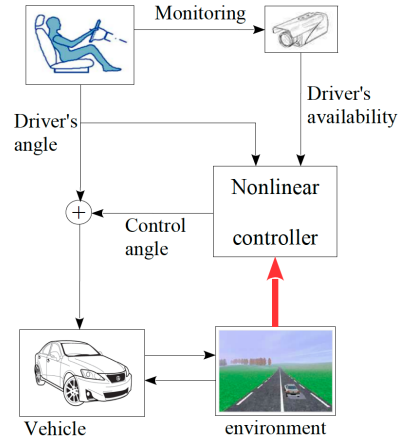 Monitoring
Driver's
angle
Driver's
availability
Nonlinear
controller
+
Control
angle
Vehicle
environment